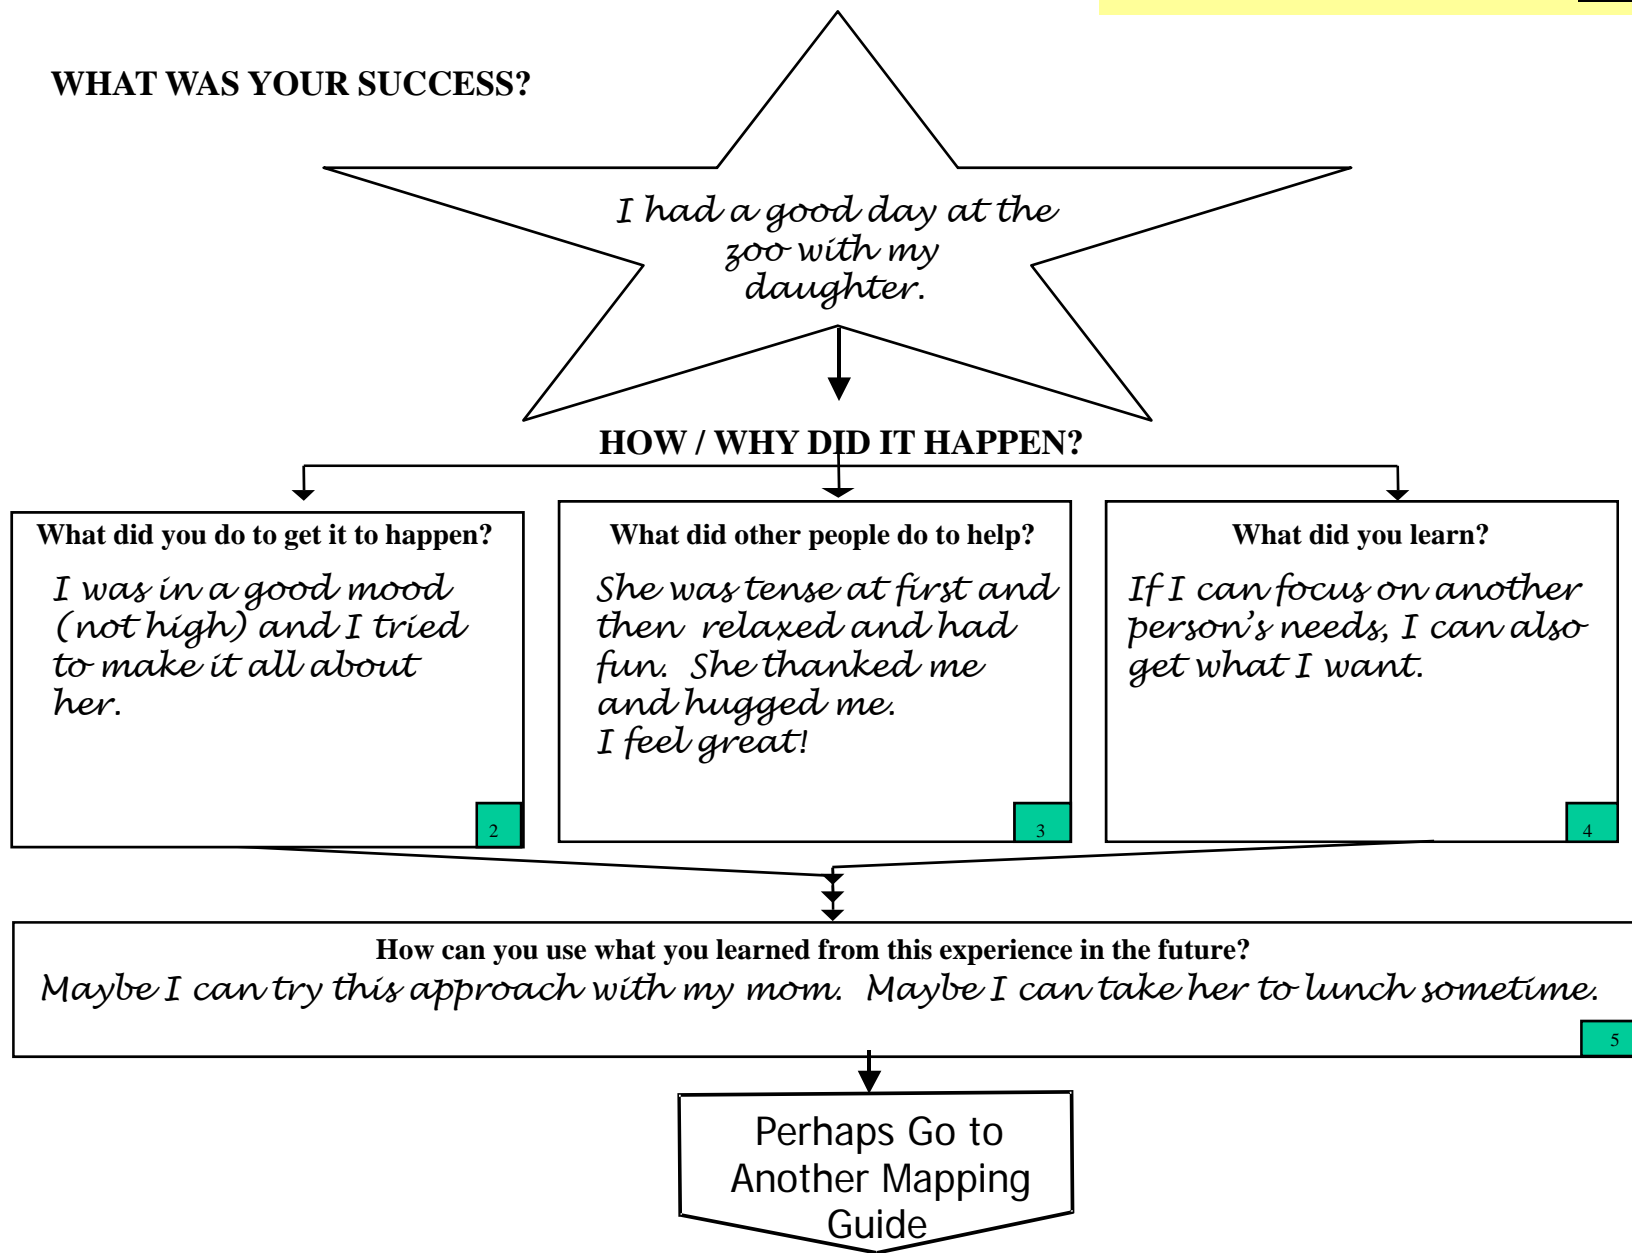 WHAT WAS YOUR SUCCESS?
I had a good day at the
zoo with my
daughter.
HOW / WHY DID IT HAPPEN?
What did you do to get it to happen?
I was in a good mood
(not high) and I tried
to make it all about
her.
2
What did other people do to help?
She was tense at first and
then relaxed and had
fun. She thanked me
and hugged me.
I feel great!
3
What did you learn?
If I can focus on another
person's needs, I can also
get what I want.
4
How can you use what you learned from this experience in the future?
Maybe I can try this approach with my mom. Maybe I can take her to lunch sometime.
5
Perhaps Go to
Another Mapping
Guide